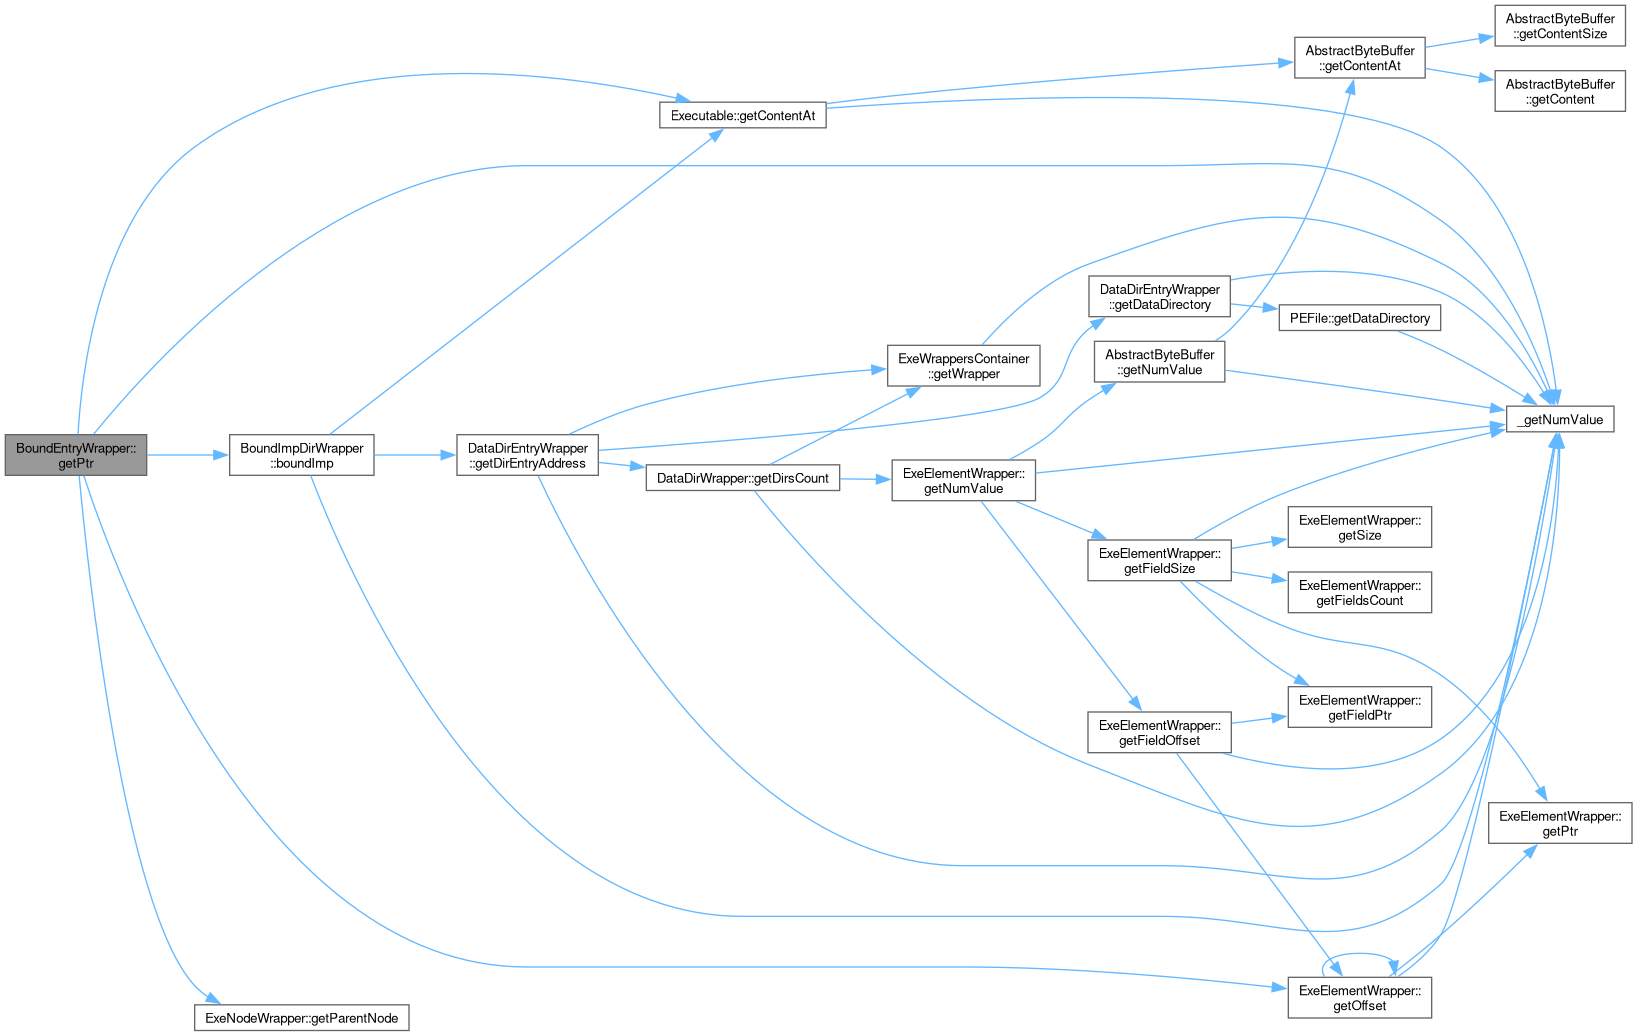 AbstractByteBuffer
::getContentSize
AbstractByteBuffer
::getContentAt
AbstractByteBuffer
::getContent
Executable::getContentAt
DataDirEntryWrapper
::getDataDirectory
PEFile::getDataDirectory
ExeWrappersContainer
::getWrapper
AbstractByteBuffer
::getNumValue
_getNumValue
BoundEntryWrapper::
getPtr
BoundImpDirWrapper
::boundImp
DataDirEntryWrapper
::getDirEntryAddress
DataDirWrapper::getDirsCount
ExeElementWrapper::
getNumValue
ExeElementWrapper::
getSize
ExeElementWrapper::
getFieldSize
ExeElementWrapper::
getFieldsCount
ExeElementWrapper::
getFieldPtr
ExeElementWrapper::
getFieldOffset
ExeElementWrapper::
getPtr
ExeElementWrapper::
getOffset
ExeNodeWrapper::getParentNode